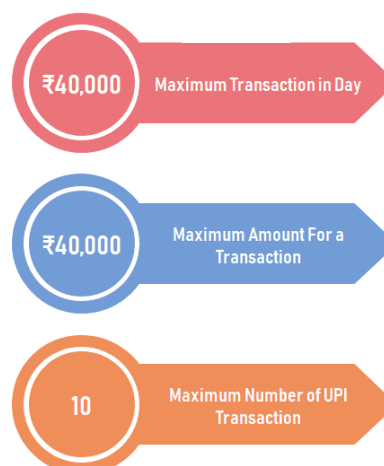 ₹40,000
Maximum Transaction in Day
₹40,000
Maximum Amount For a
Transaction
10
Maximum Number of UPI
Transaction